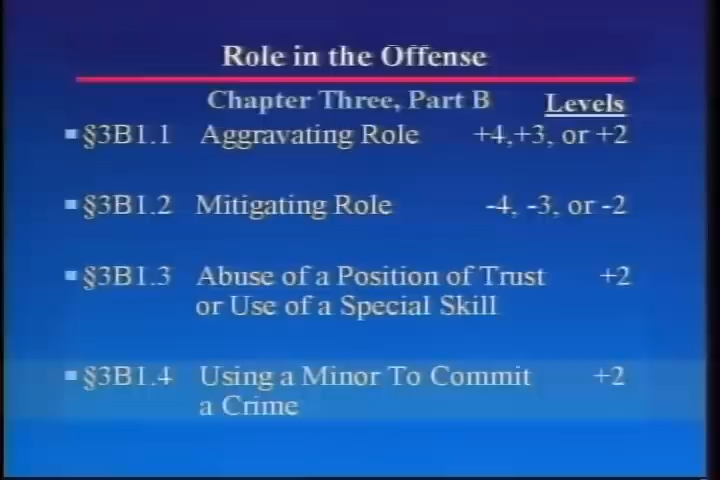 Role in the Offense
Chapter Three, Part B Levels
§3B1.1 Aggravating Role +4,+3, or +2
§3B1.2 Mitigating Role -4, -3, or -2
§3B1.3 Abuse of a Position of Trust +2
or Use of a Special Skill
§3B1.4 Using a Minor To Commit +2
a Crime